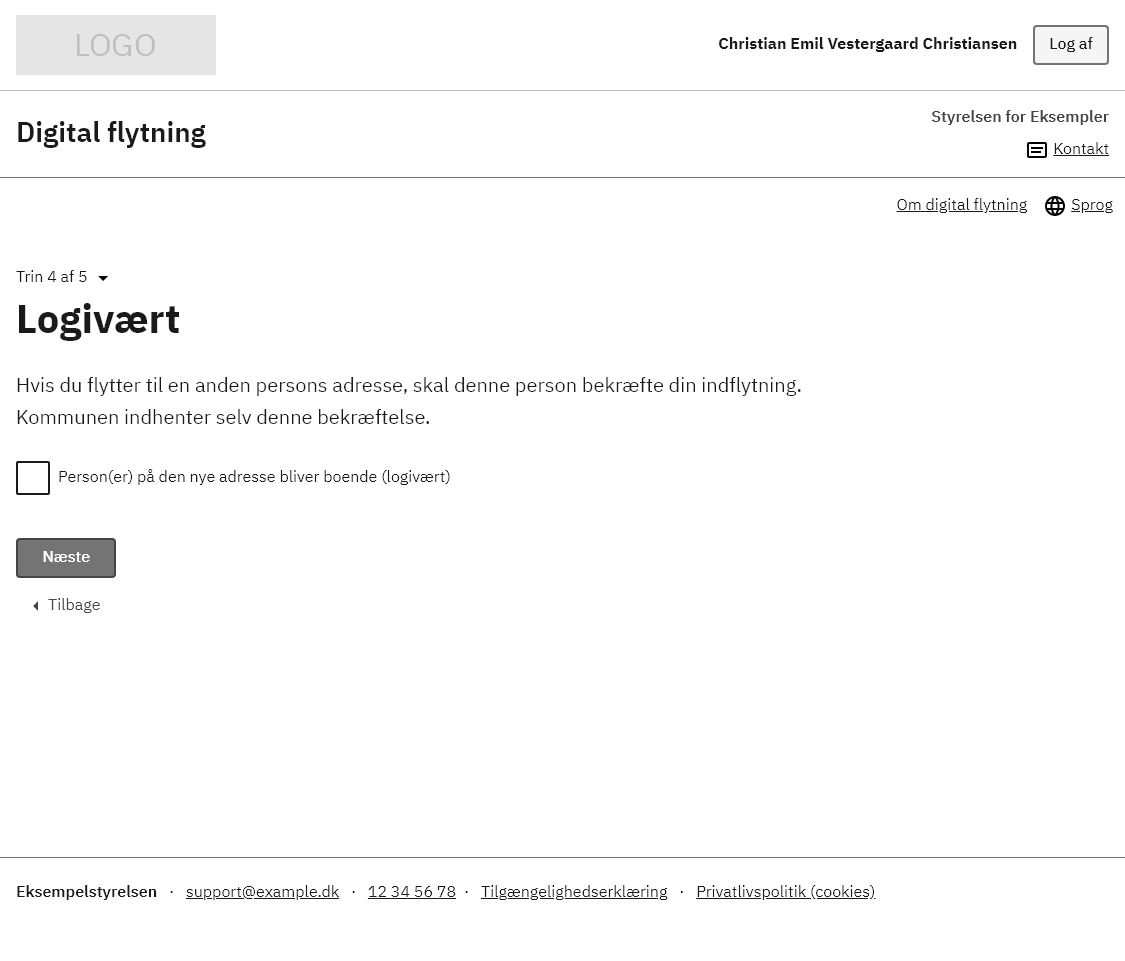 LOGO
Christian Emil Vestergaard Christiansen
Log af
Digital flytning
Styrelsen for Eksempler
Kontakt
Om digital flytning
Sprog
Trin 4 af 5
Logivært
Hvis du flytter til en anden persons adresse, skal denne person bekræfte din indflytning.
Kommunen indhenter selv denne bekræftelse.
Person(er) på den nye adresse bliver boende (logivært)
Næste
Tilbage
Eksempelstyrelsen · support@example.dk · 12 34 56 78 · Tilgængelighedserklæring · Privatlivspolitik (cookies)